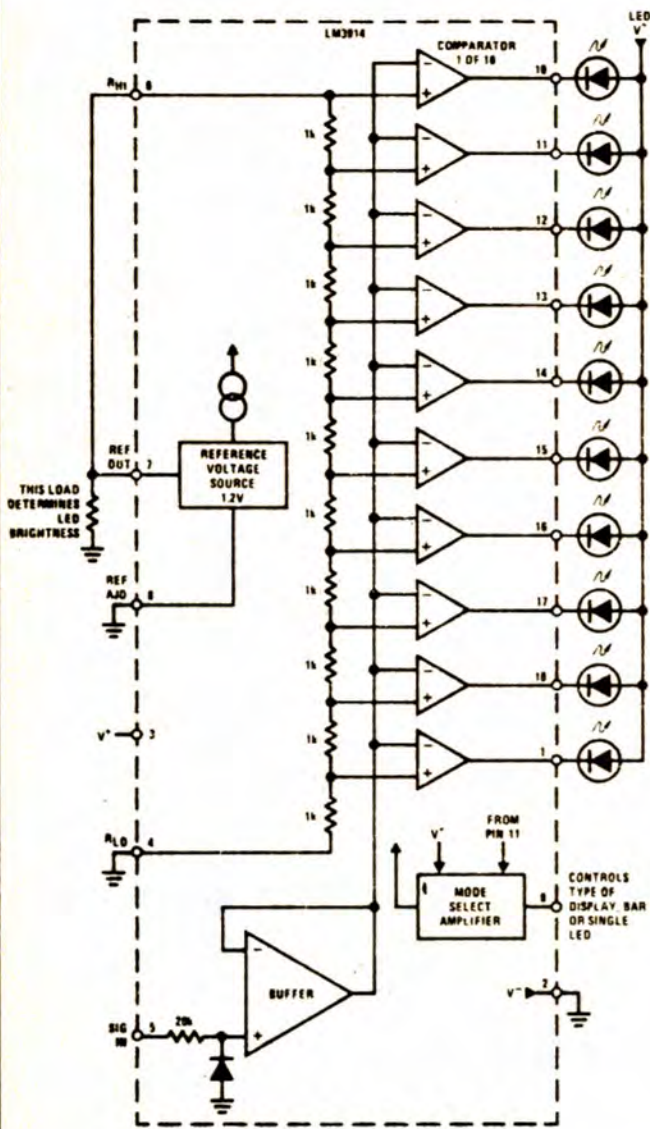 LED
V+
LM3914
COMPARATOR
1 OF 10
RHI
6
10
1k
11
1k
12
1k
13
1k
14
1k
REF
OUT
7
REFERENCE
VOLTAGE
SOURCE
1.2V
15
THIS LOAD
DETERMINES
LED
BRIGHTNESS
1k
16
1k
REF
ADJ
8
17
1k
18
V+
3
1k
1
1k
RLO
4
V+
FROM
PIN 11
MODE
SELECT
AMPLIFIER
9
CONTROLS
TYPE OF
DISPLAY, BAR
OR SINGLE
LED
BUFFER
V-
2
SIG
IN
5
20k